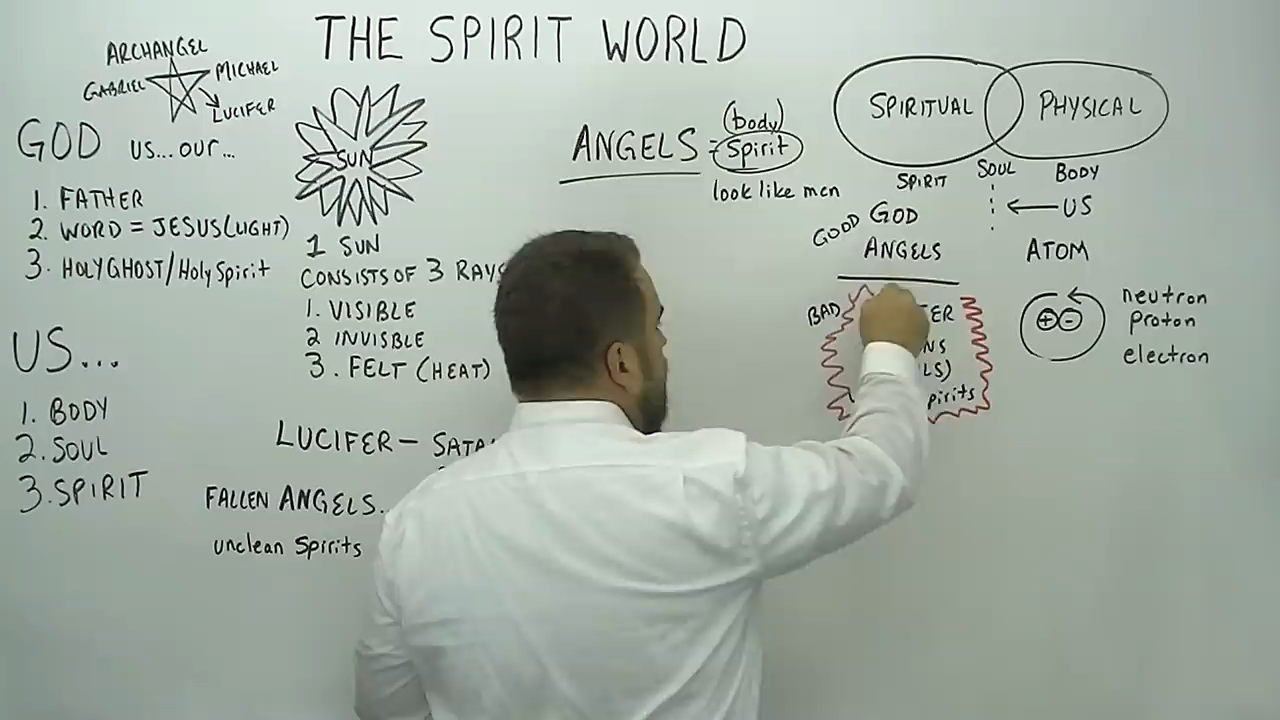 THE SPIRIT WORLD
ARCHANGEL
GABRIEL
MICHAEL
LUCIFER
GOD US...OUR...
1. FATHER
2. WORD = JESUS(LIGHT)
3. HOLY GHOST/Holy Spirit
US...
1. BODY
2. SOUL
3. SPIRIT
SUN
1 SUN
CONSISTS OF 3 RAYS
1. VISIBLE
2 INVISIBLE
3. FELT (HEAT)
LUCIFER —
FALLEN ANGELS..
unclean Spirits
(body)
ANGELS = Spirit
look like men
SPIRITUAL
PHYSICAL
SPIRIT
SOUL
BODY
GOOD GOD
← US
ANGELS
ATOM
BAD
+ -
neutron
proton
electron